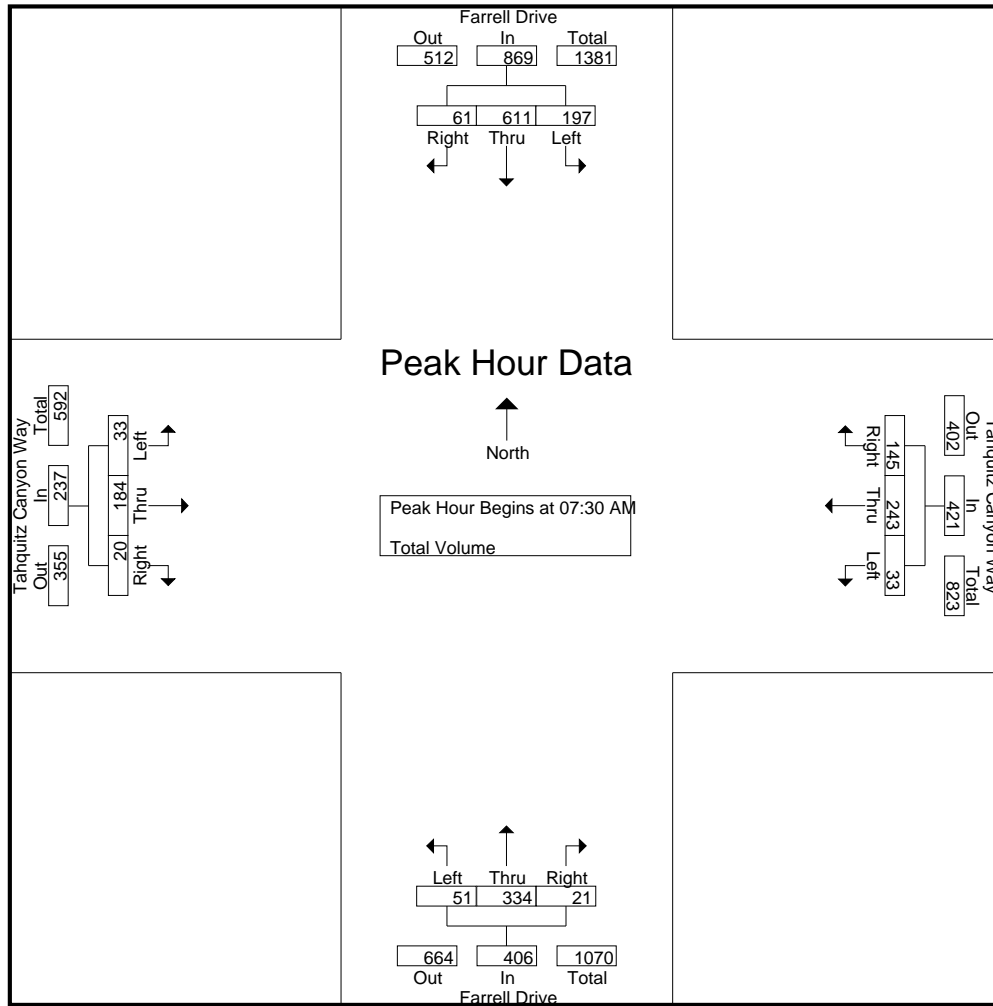 Farrell Drive
Out In Total
512 869 1381
61 611 197
Right Thru Left
Peak Hour Data
North
Peak Hour Begins at 07:30 AM
Total Volume
Tahquitz Canyon Way
Total In Out
592 237 355
33 184 20
Left Thru Right
Tahquitz Canyon Way
Out In Total
402 421 823
145 243 33
Right Thru Left
Left Thru Right
51 334 21
664 406 1070
Out In Total
Farrell Drive